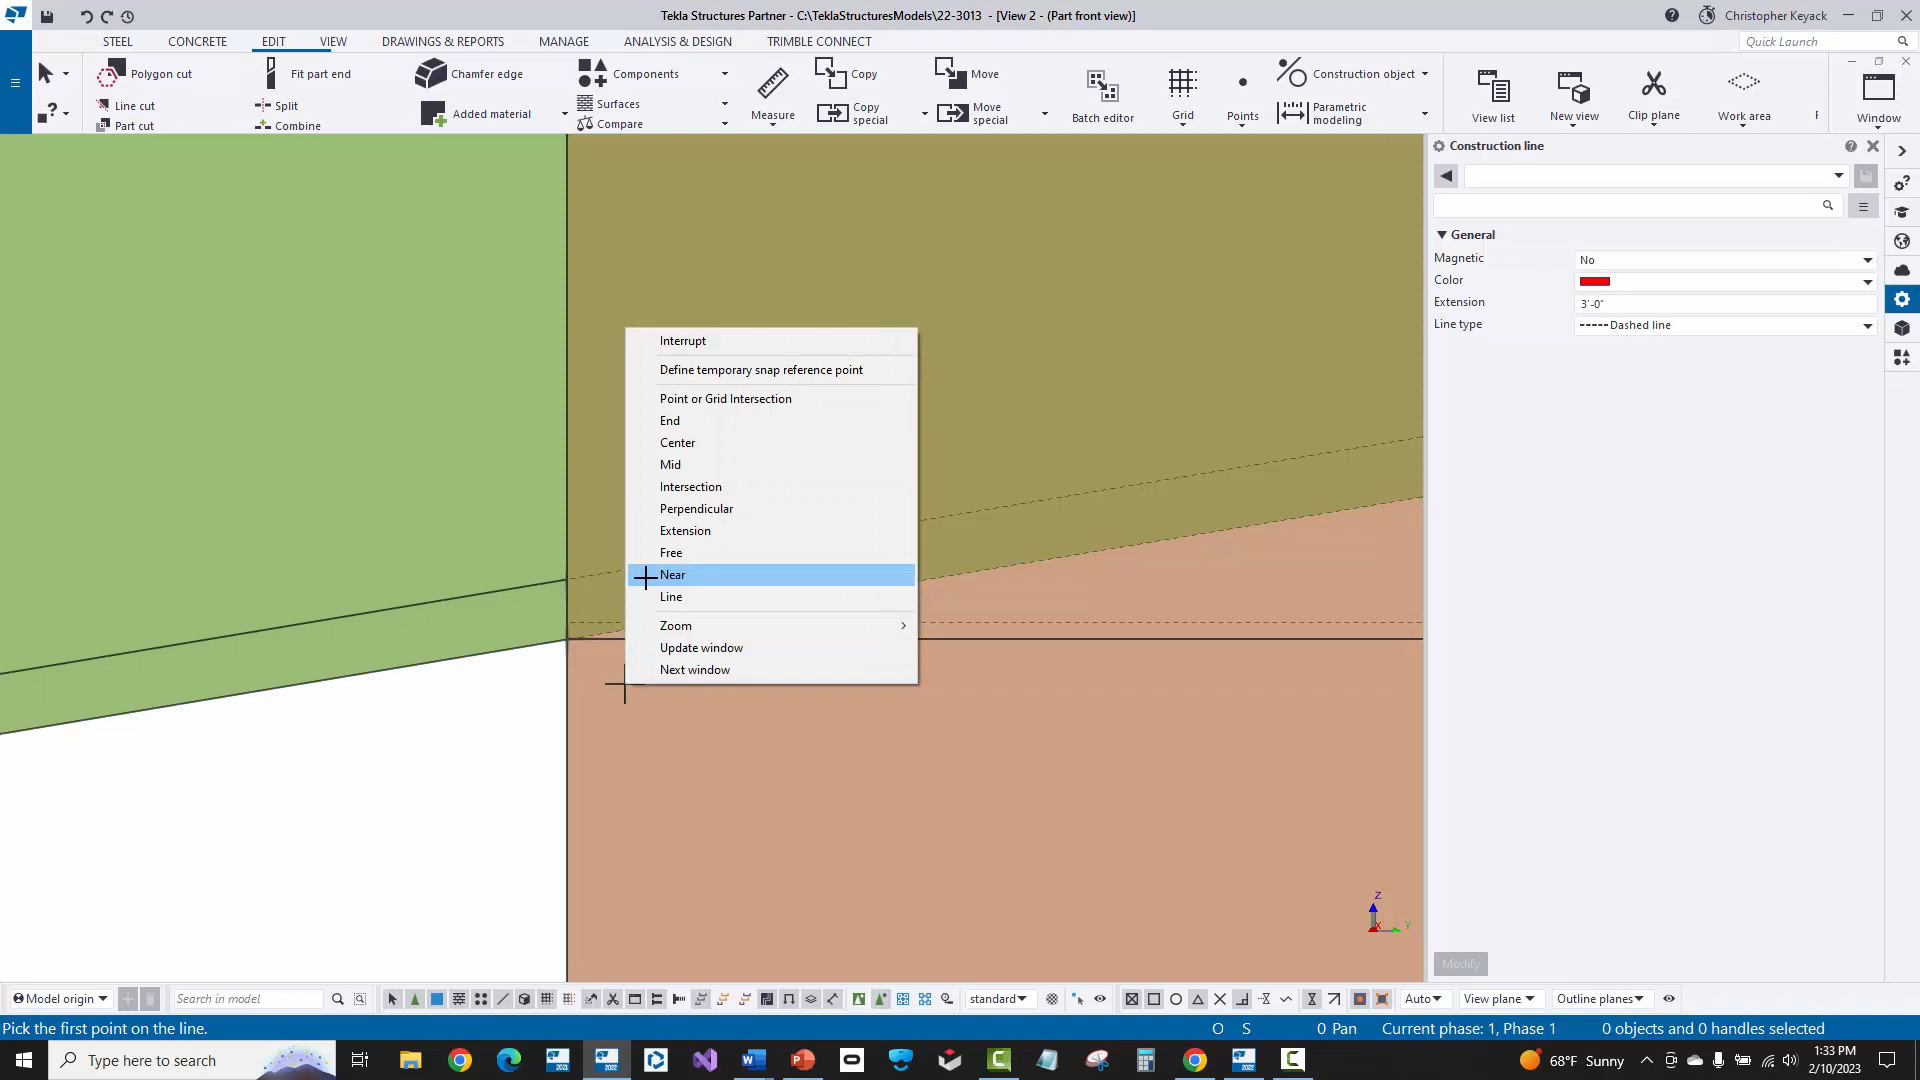 Tekla Structures Partner - C:\TeklaStructuresModels\22-3013 - [View 2 - (Part front view)]
Christopher Keyack
STEEL CONCRETE EDIT VIEW DRAWINGS & REPORTS MANAGE ANALYSIS & DESIGN TRIMBLE CONNECT
Quick Launch
Polygon cut
Line cut
Part cut
Fit part end
Split
Combine
Chamfer edge
Added material
Components
Surfaces
Compare
Measure
Copy
Copy special
Move
Move special
Batch editor
Grid
Points
Construction object
Parametric modeling
View list
New view
Clip plane
Work area
Window
Construction line
General
Magnetic No
Color
Extension 3'-0"
Line type Dashed line
Interrupt
Define temporary snap reference point
Point or Grid Intersection
End
Center
Mid
Intersection
Perpendicular
Extension
Free
Near
Line
Zoom
Update window
Next window
Z
X
Y
Modify
Model origin
Search in model
standard
Auto
View plane
Outline planes
Pick the first point on the line.
O S 0 Pan Current phase: 1, Phase 1 0 objects and 0 handles selected
Type here to search
68°F Sunny
1:33 PM
2/10/2023